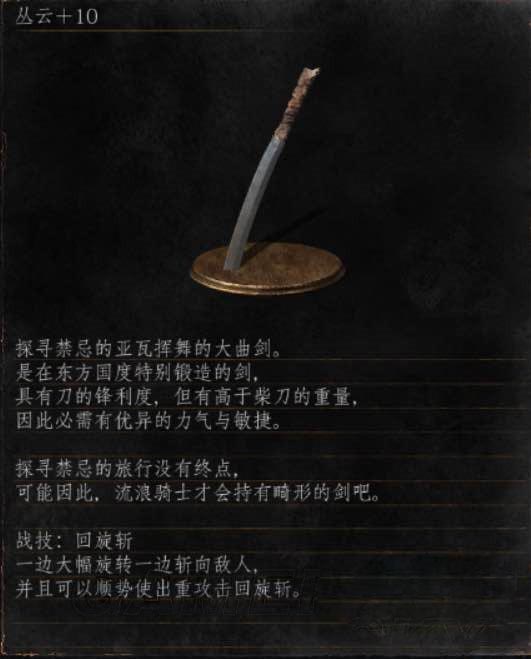 丛云+10
探寻禁忌的亚瓦挥舞的大曲剑。
是在东方国度特别锻造的剑，
具有刀的锋利度，但有高于柴刀的重量，
因此必需有优异的力气与敏捷。
探寻禁忌的旅行没有终点，
可能因此，流浪骑士才会持有畸形的剑吧。
战技：回旋斩
一边大幅旋转一边斩向敌人，
并且可以顺势使出重攻击回旋斩。